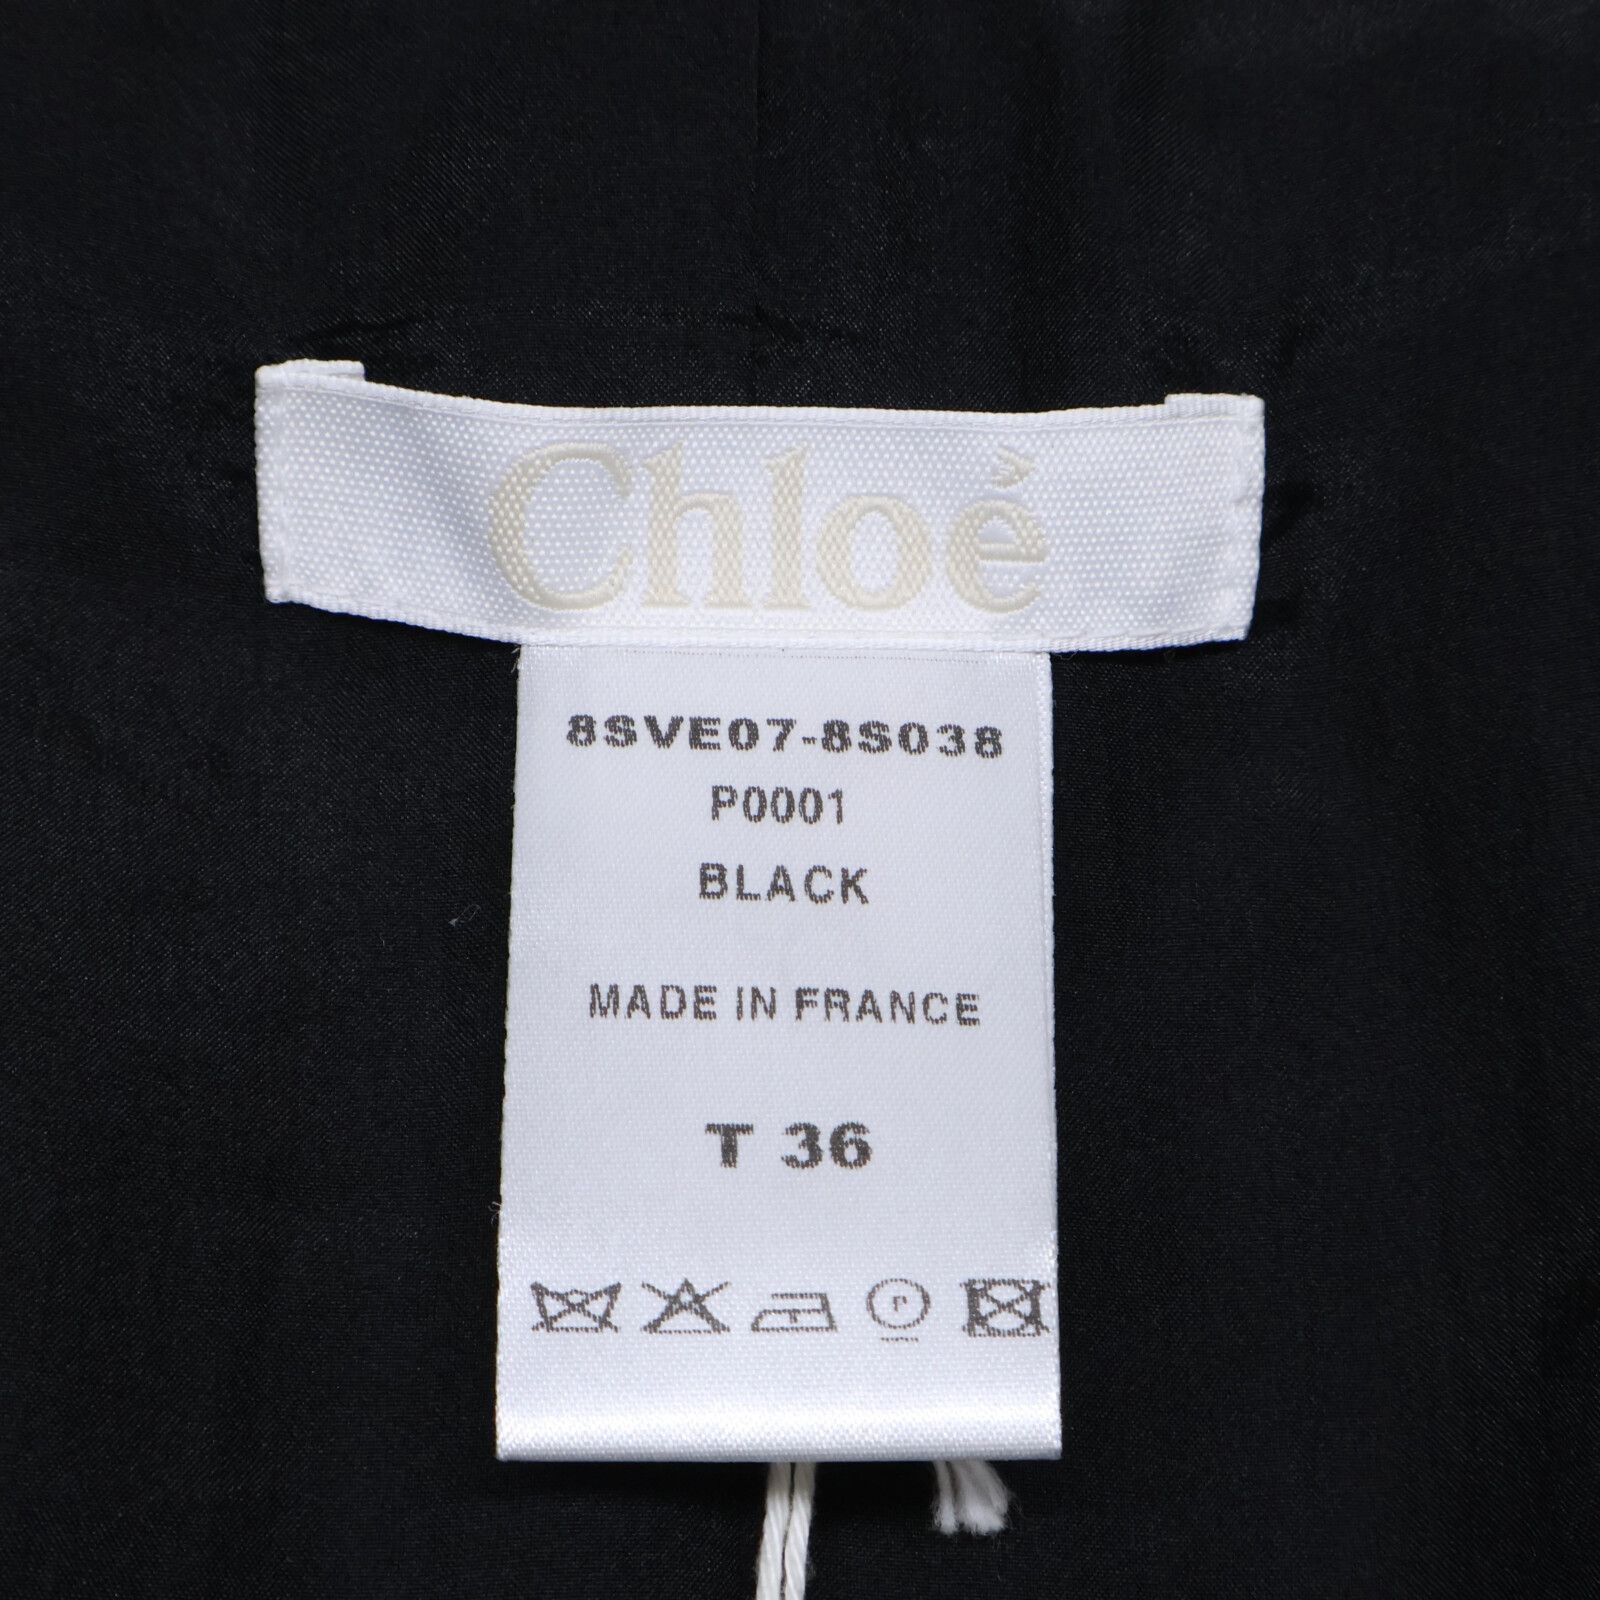 Chloé
8SVE07-8S038
P0001
BLACK
MADE IN FRANCE
T 36